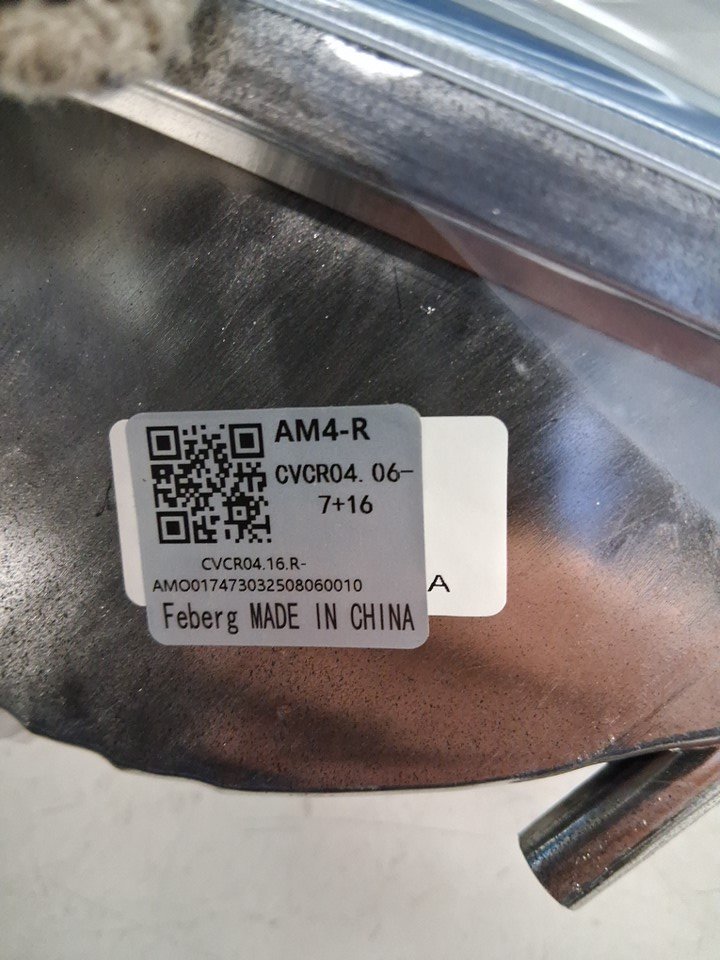 AM4-R
CVCR04.06-
7+16
CVCR04.16.R-
AMO017473032508060010
Feberg MADE IN CHINA
A